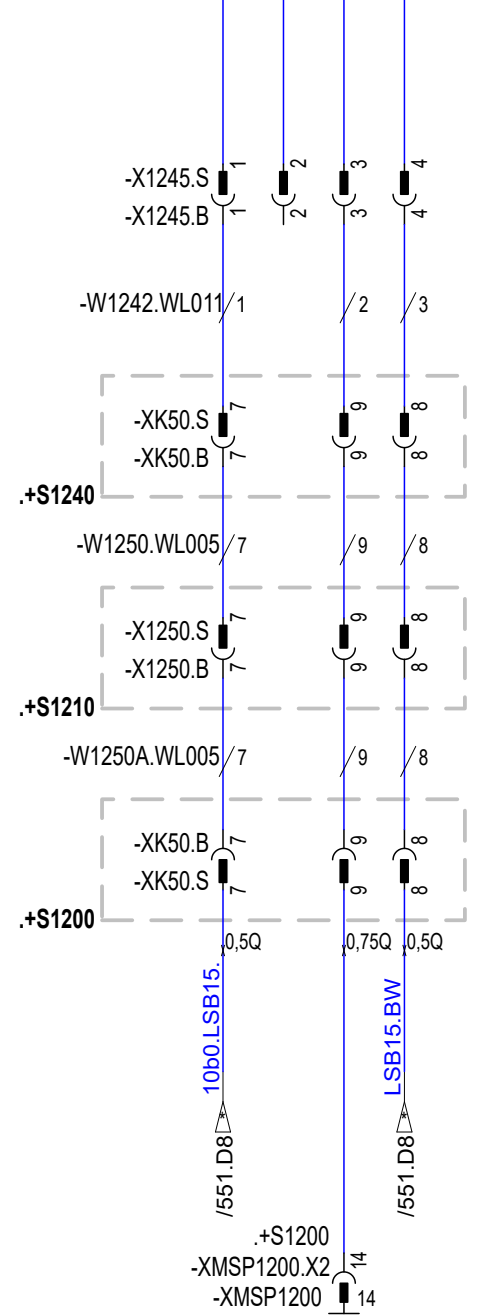 -X1245.S 1 2 3 4
-X1245.B 1 2 3 4
-W1242.WL011 1 2 3
-XK50.S 7 9 8
-XK50.B 7 9 8
.+S1240
-W1250.WL005 7 9 8
-X1250.S 7 9 8
-X1250.B 7 9 8
.+S1210
-W1250A.WL005 7 9 8
-XK50.B 7 9 8
-XK50.S 7 9 8
.+S1200
0,5Q 0,75Q 0,5Q
10b0.LSB15.
LSB15.BW
* *
/551.D8 /551.D8
.+S1200
-XMSP1200.X2 14
-XMSP1200 14